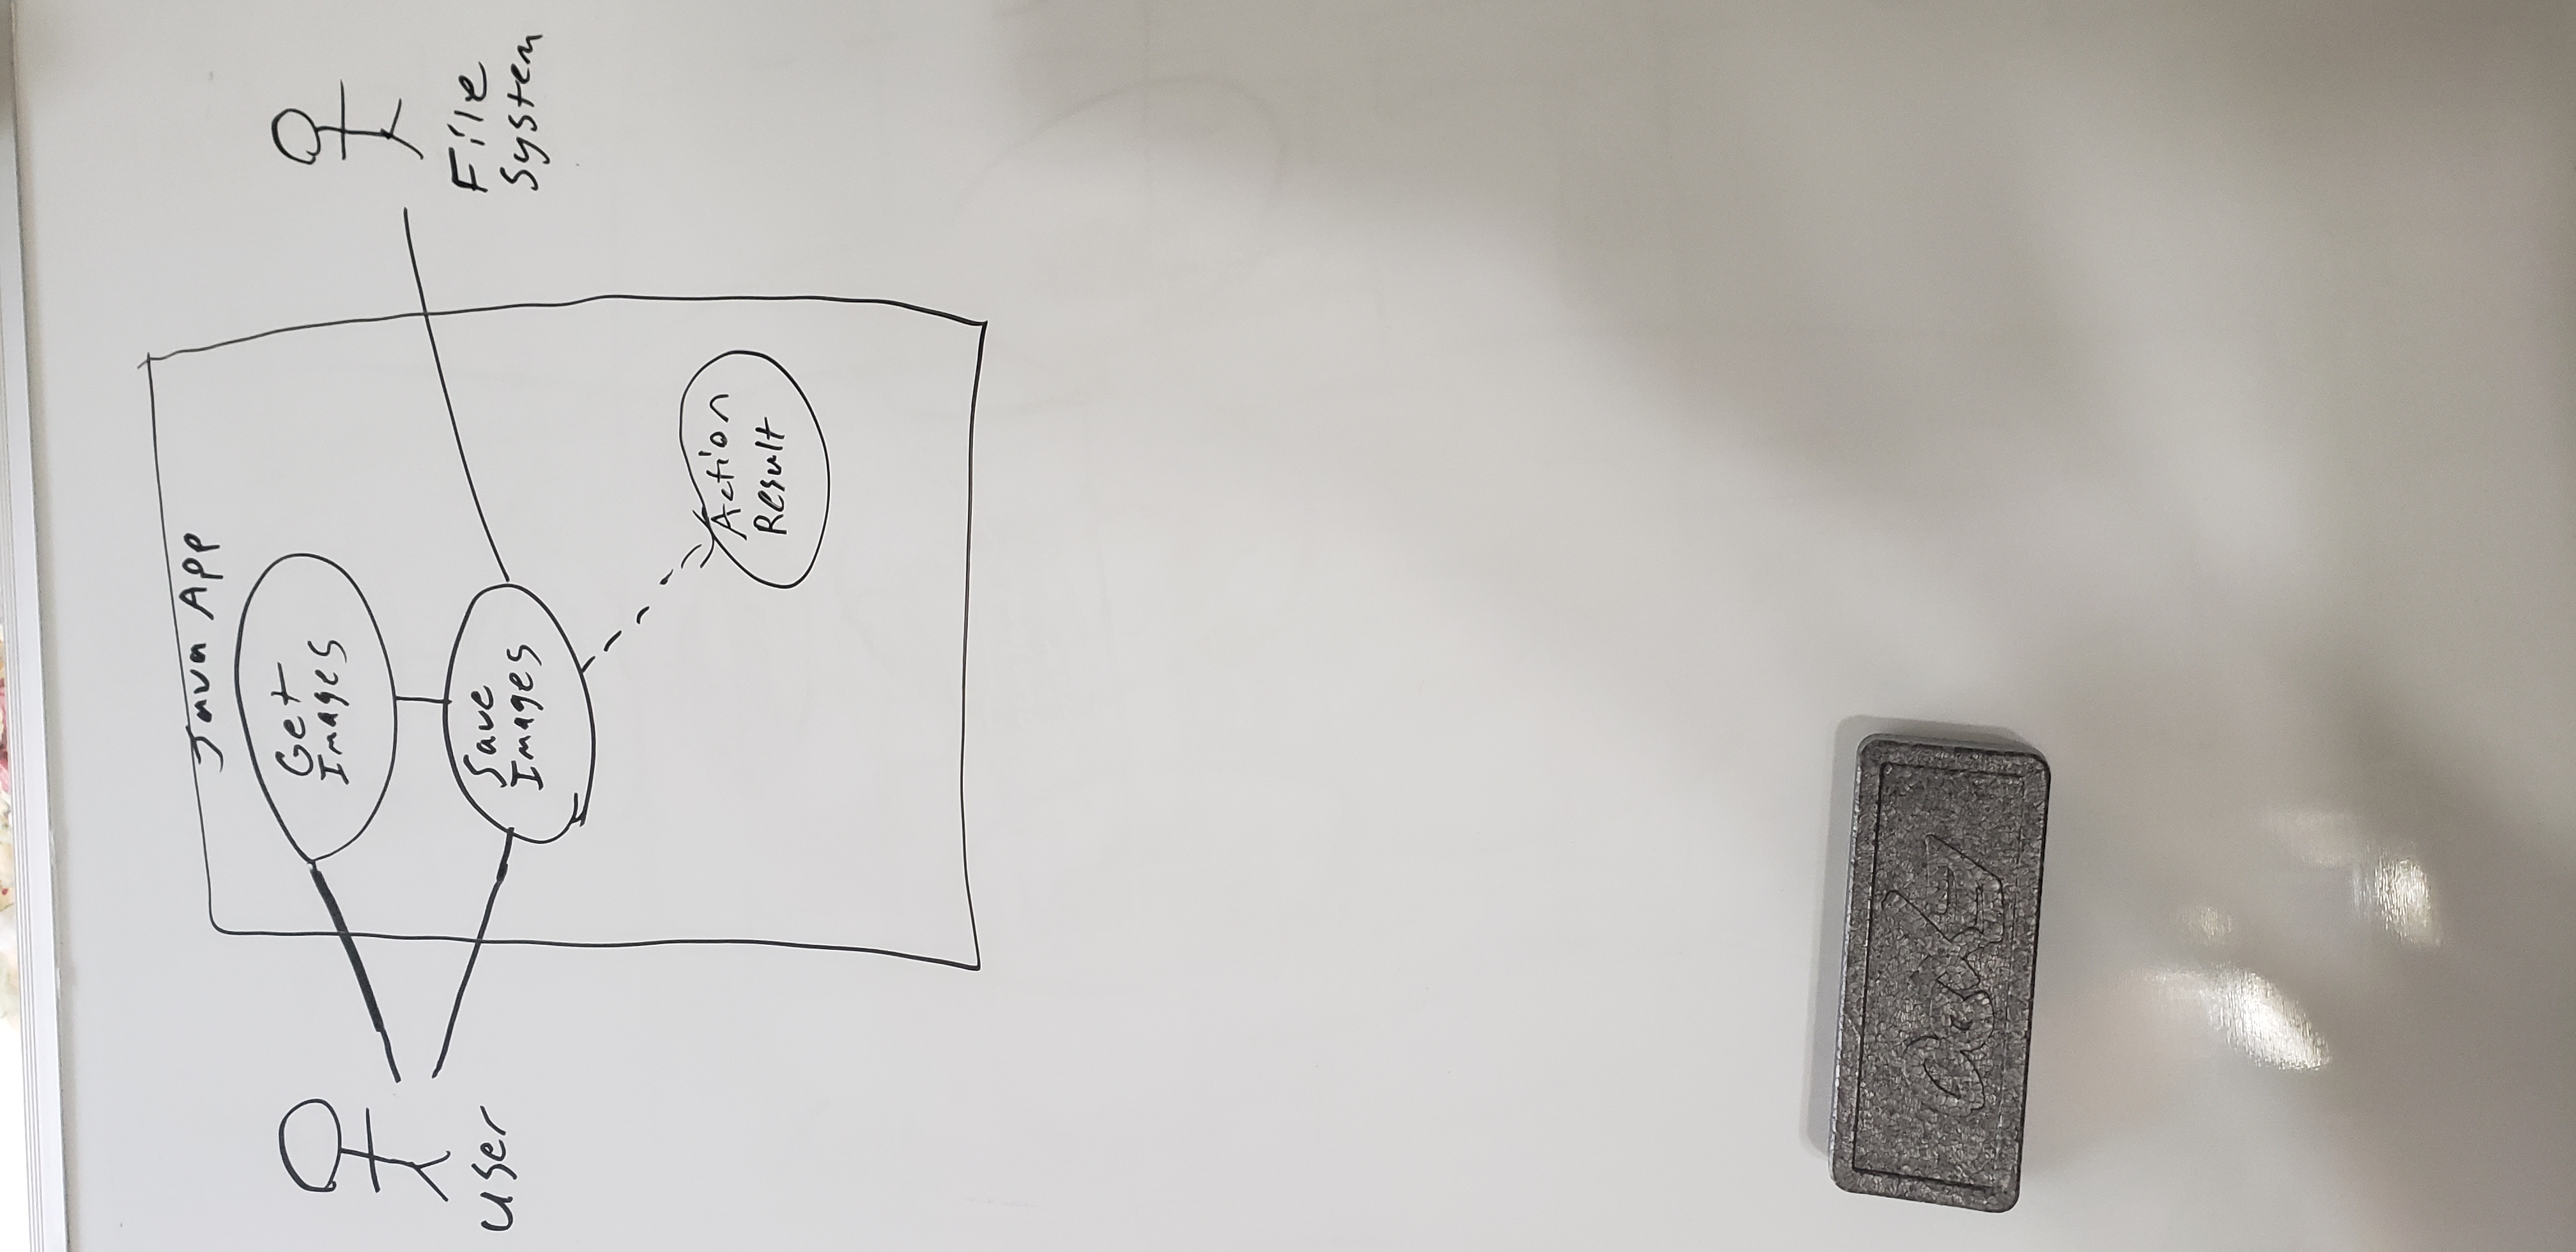 Java App
Get
Images
User
Save
Images
File
System
Action
Result